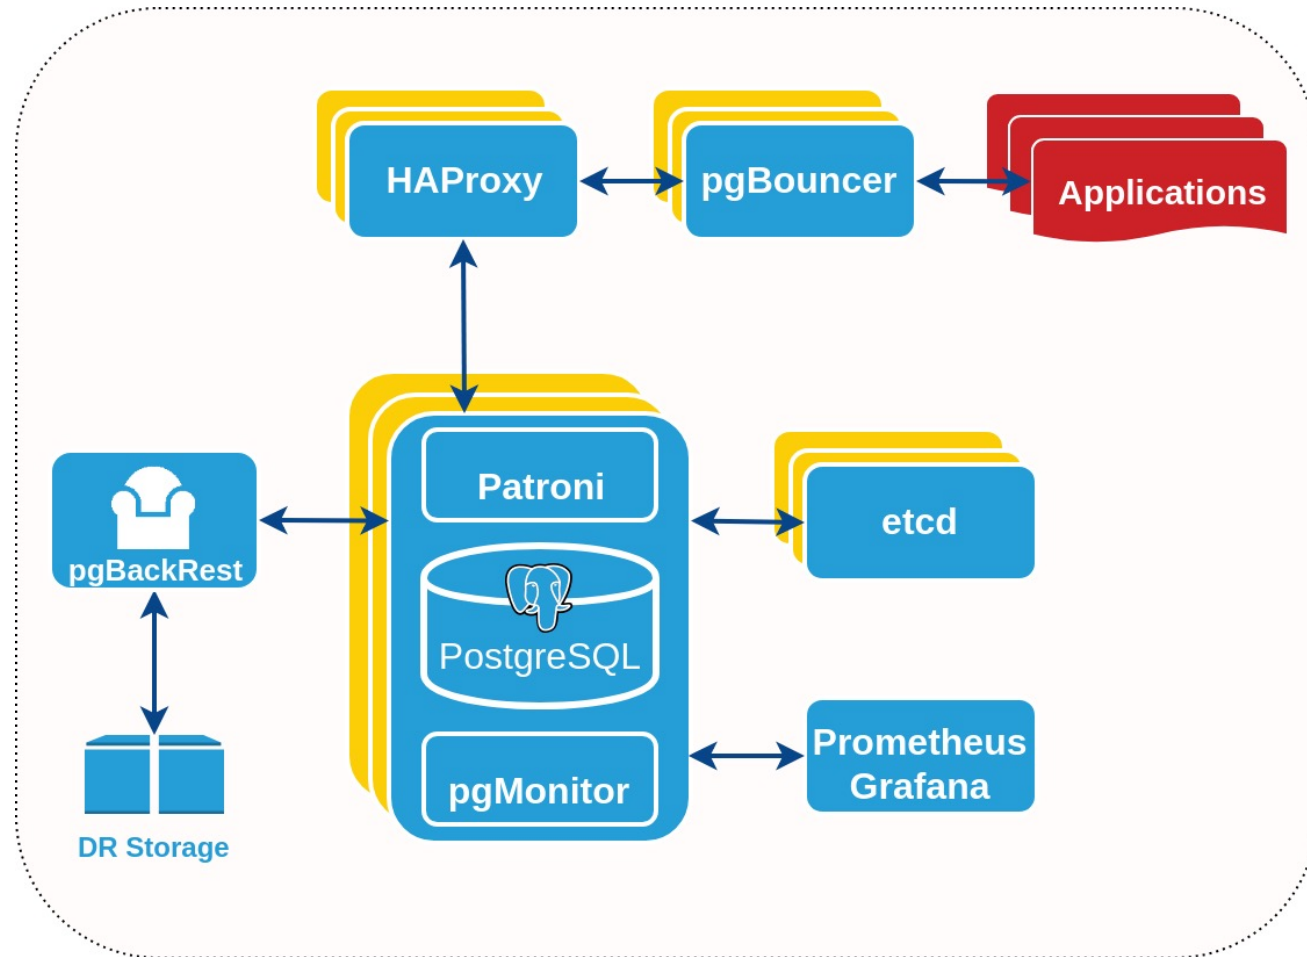 HAProxy
pgBouncer
Applications
Patroni
pgBackRest
etcd
PostgreSQL
Prometheus
Grafana
pgMonitor
DR Storage